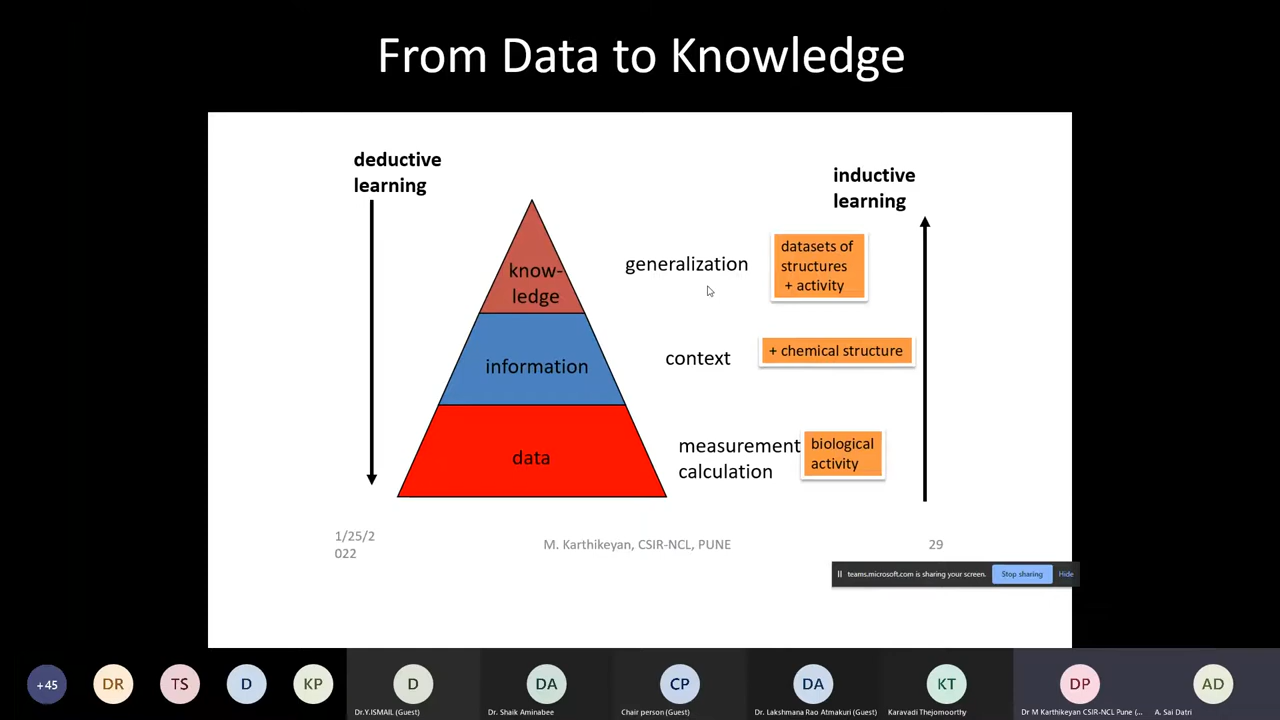 From Data to Knowledge
deductive
learning
inductive
learning
know-
ledge
generalization
datasets of
structures
+ activity
information
context
+ chemical structure
data
measurement
calculation
biological
activity
1/25/2
022
M. Karthikeyan, CSIR-NCL, PUNE
29
teams.microsoft.com is sharing your screen.
Stop sharing
Hide
+45
DR
TS
D
KP
D
DA
CP
DA
KT
DP
AD
Dr.Y.ISMAIL (Guest)
Dr. Shaik Aminabee
Chair person (Guest)
Dr. Lakshmana Rao Atmakuri (Guest)
Karavadi Thejomoorthy
Dr M Karthikeyan CSIR-NCL Pune (...
A. Sai Datri